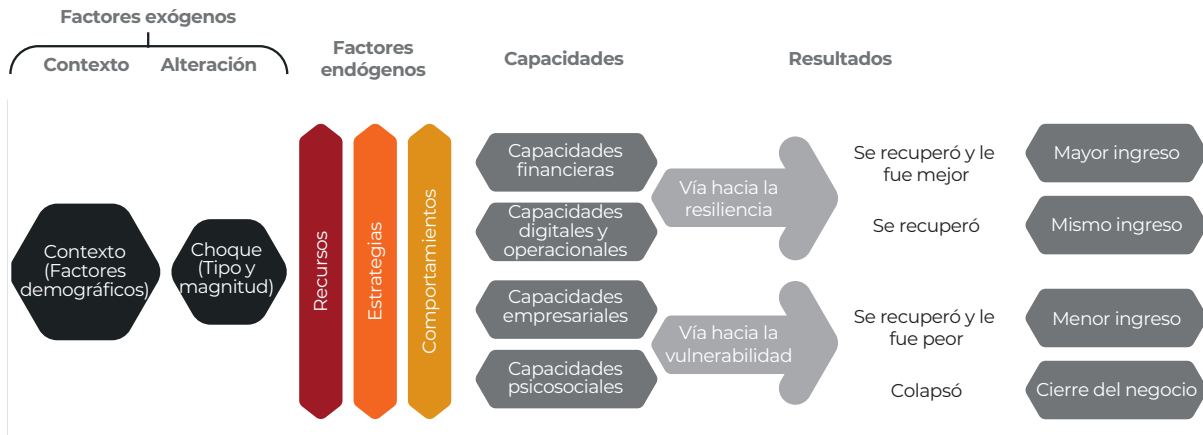 Factores exógenos
Contexto
Alteración
Factores
endógenos
Capacidades
Resultados
Contexto
(Factores
demográficos)
Choque
(Tipo y
magnitud)
Recursos
Estrategias
Comportamientos
Capacidades
financieras
Capacidades
digitales y
operacionales
Capacidades
empresariales
Capacidades
psicosociales
Vía hacia la
resiliencia
Vía hacia la
vulnerabilidad
Se recuperó y le
fue mejor
Mayor ingreso
Se recuperó
Mismo ingreso
Se recuperó y le
fue peor
Menor ingreso
Colapsó
Cierre del negocio